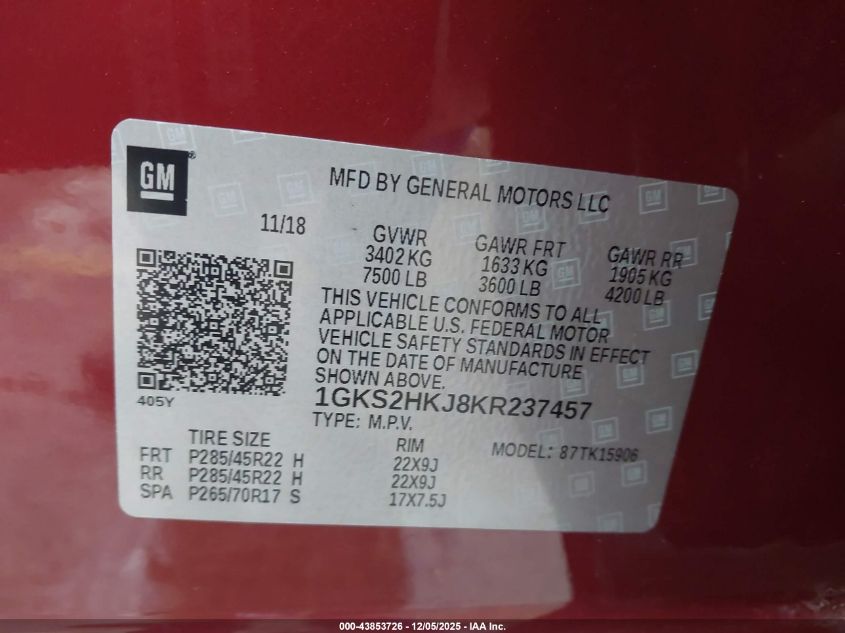 GM
MFD BY GENERAL MOTORS LLC
11/18
GVWR GAWR FRT GAWR RR
3402 KG 1633 KG 1905 KG
7500 LB 3600 LB 4200 LB
THIS VEHICLE CONFORMS TO ALL
APPLICABLE U.S. FEDERAL MOTOR
VEHICLE SAFETY STANDARDS IN EFFECT
ON THE DATE OF MANUFACTURE
SHOWN ABOVE.
405Y
1GKS2HKJ8KR237457
TYPE: M.P.V.
TIRE SIZE RIM MODEL: 87TK15906
FRT P285/45R22 H 22X9J
RR P285/45R22 H 22X9J
SPA P265/70R17 S 17X7.5J
000-43853726 - 12/05/2025 - IAA Inc.